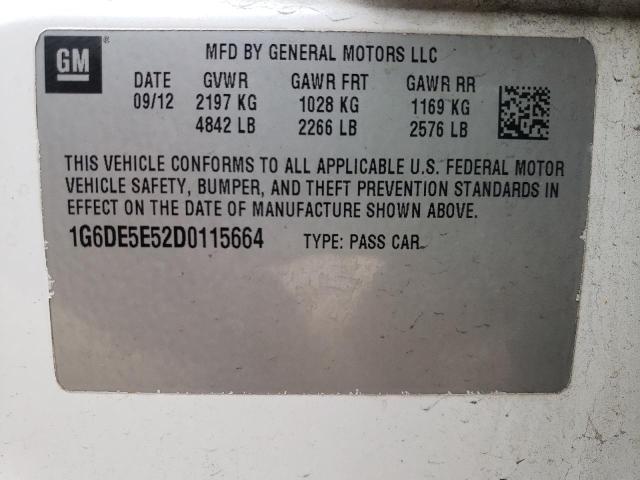 GM
MFD BY GENERAL MOTORS LLC
DATE GVWR GAWR FRT GAWR RR
09/12 2197 KG 1028 KG 1169 KG
4842 LB 2266 LB 2576 LB
THIS VEHICLE CONFORMS TO ALL APPLICABLE U.S. FEDERAL MOTOR
VEHICLE SAFETY, BUMPER, AND THEFT PREVENTION STANDARDS IN
EFFECT ON THE DATE OF MANUFACTURE SHOWN ABOVE.
1G6DE5E52D0115664 TYPE: PASS CAR